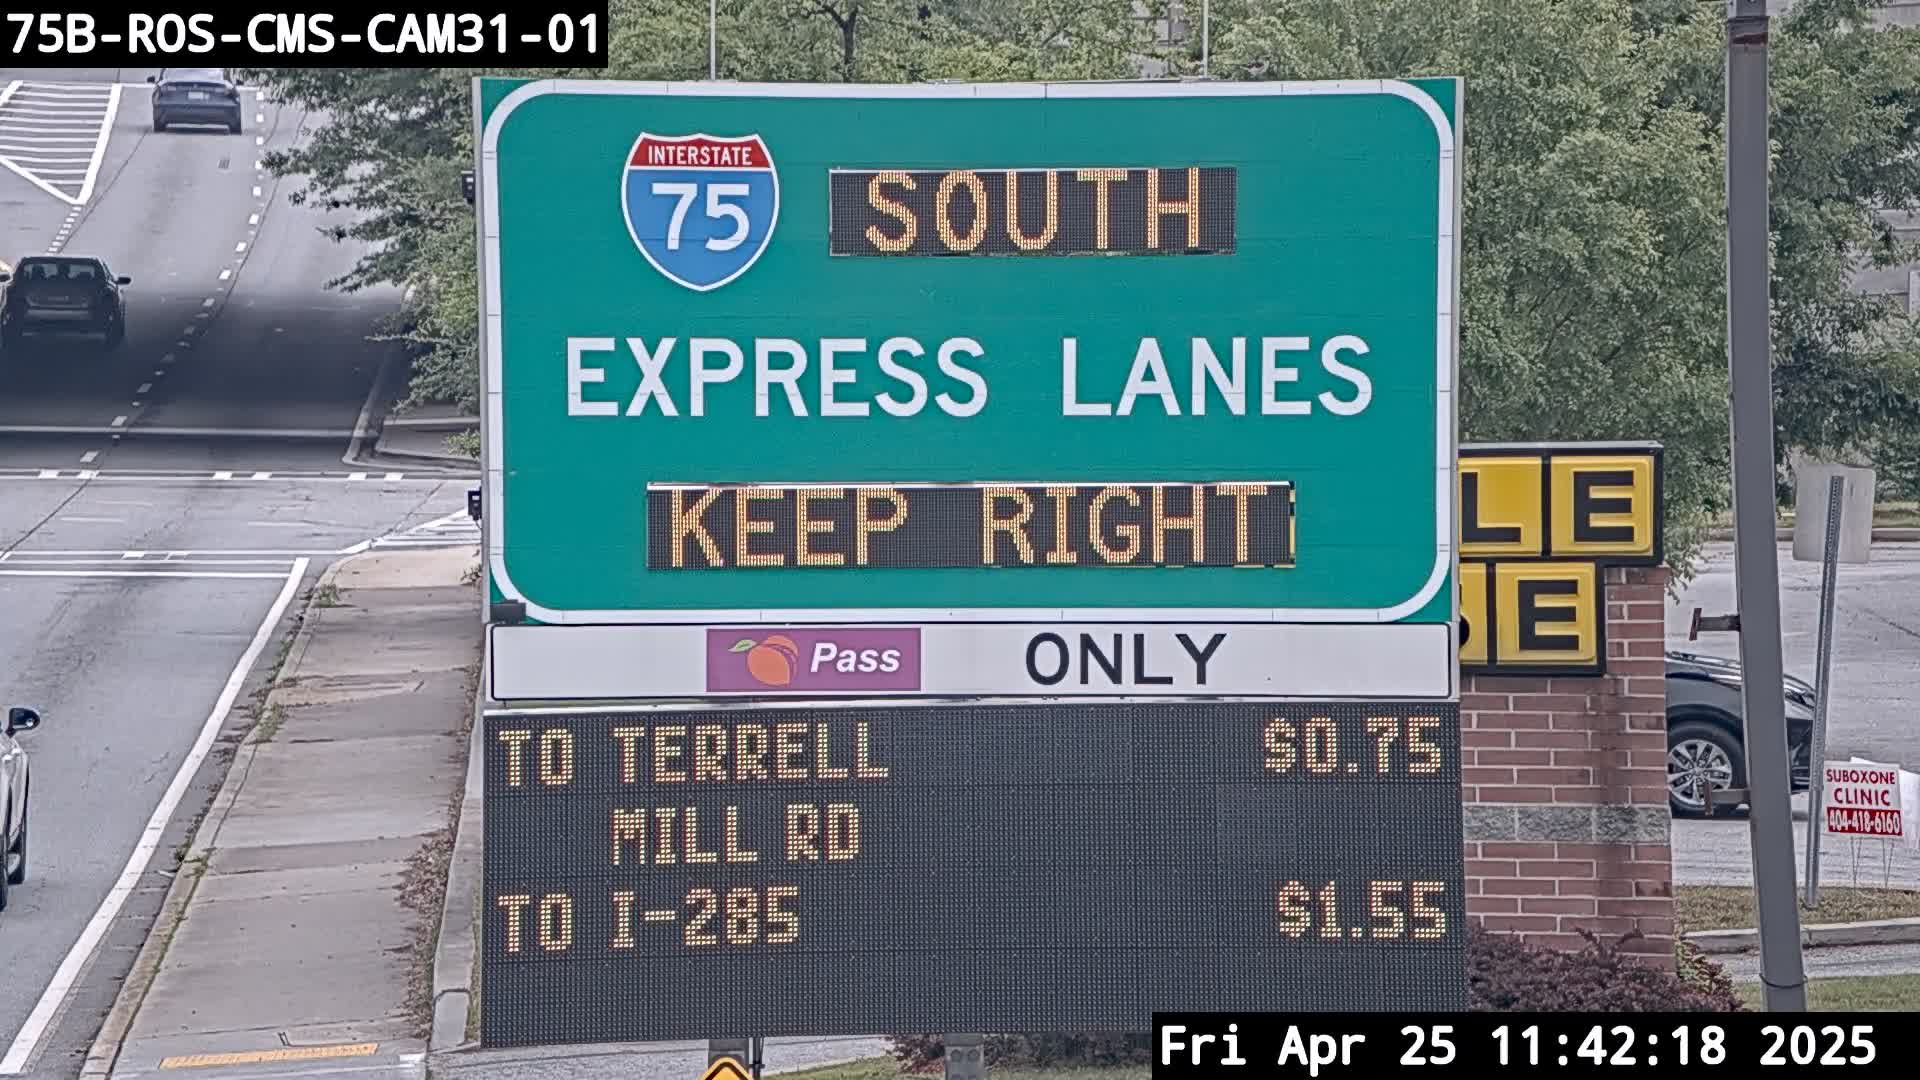 75B-ROS-CMS-CAM31-01
INTERSTATE
75
SOUTH
EXPRESS LANES
KEEP RIGHT
Pass ONLY
TO TERRELL $0.75
MILL RD
TO I-285 $1.55
LE
E
SUBOXONE
CLINIC
404-418-6160
Fri Apr 25 11:42:18 2025